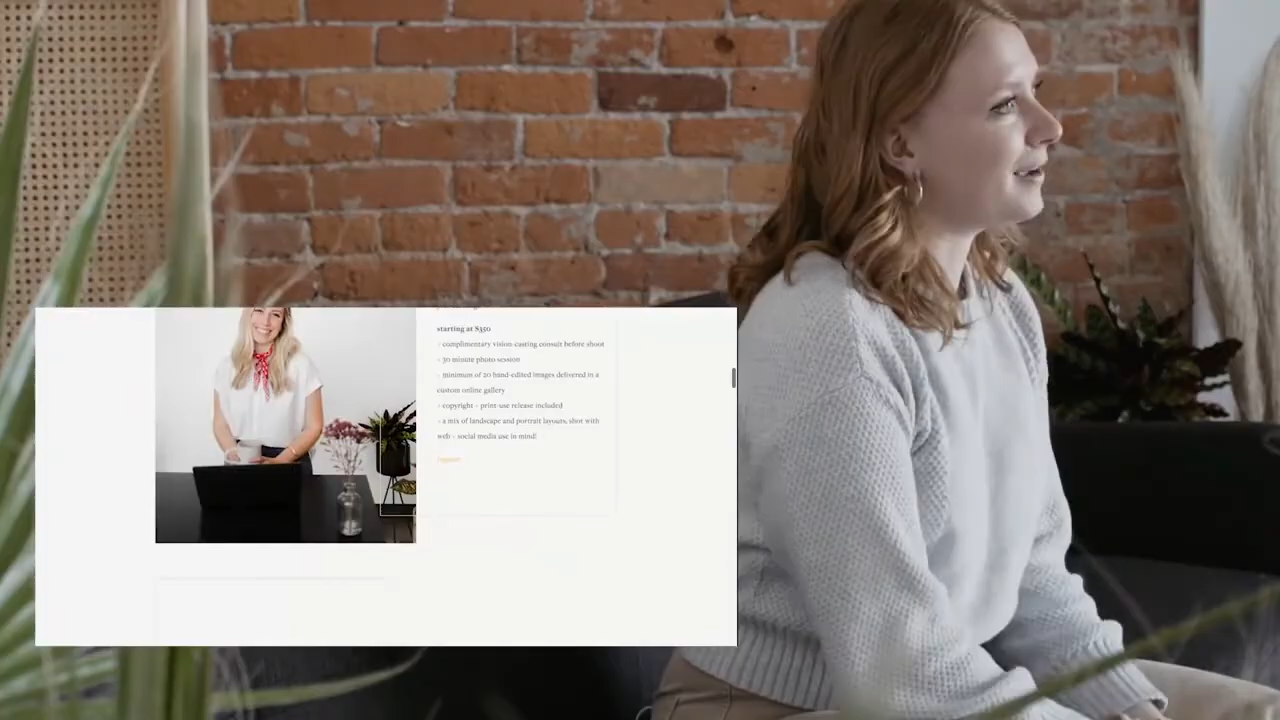 starting at $350
- complimentary vision-casting consult before shoot
- 30 minute photo session
- minimum of 20 hand-edited images delivered in a
custom online gallery
- copyright + print-use release included
- a mix of landscape and portrait layouts, shot with
web + social media use in mind!